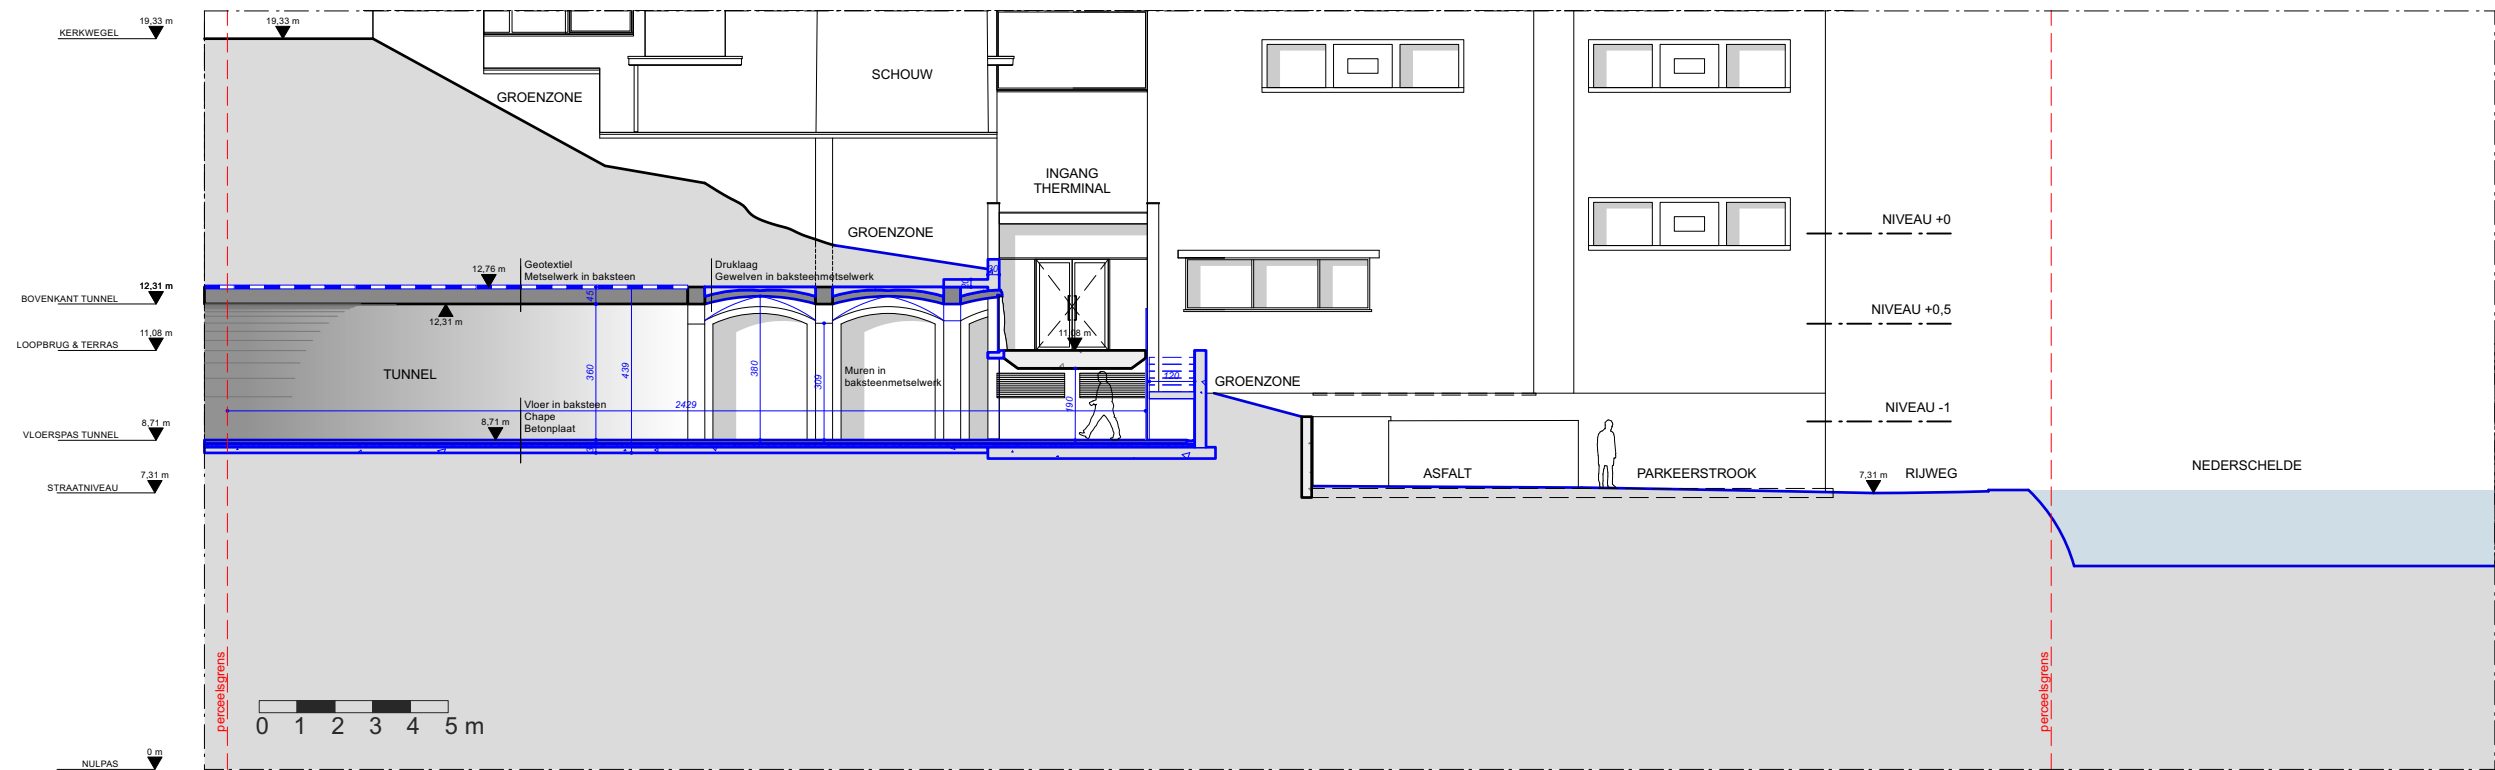 19,33 m
19,33 m
KERKWEGEL
SCHOUW
GROENZONE
INGANG
THERMINAL
NIVEAU +0
GROENZONE
Geotextiel
Metselwerk in baksteen
Druklaag
Gewelven in baksteenmetselwerk
12,76 m
12,31 m
BOVENKANT TUNNEL
45
20
12,31 m
NIVEAU +0,5
11,08 m
11,08 m
LOOPBRUG & TERRAS
TUNNEL
360
439
380
309
Muren in
baksteenmetselwerk
120
GROENZONE
190
2429
Vloer in baksteen
Chape
Betonplaat
NIVEAU -1
8,71 m
8,71 m
VLOERSPAS TUNNEL
7,31 m
STRAATNIVEAU
ASFALT
PARKEERSTROOK
7,31 m
RIJWEG
NEDERSCHELDE
perceelsgrens
perceelsgrens
0 1 2 3 4 5 m
0 m
NULPAS